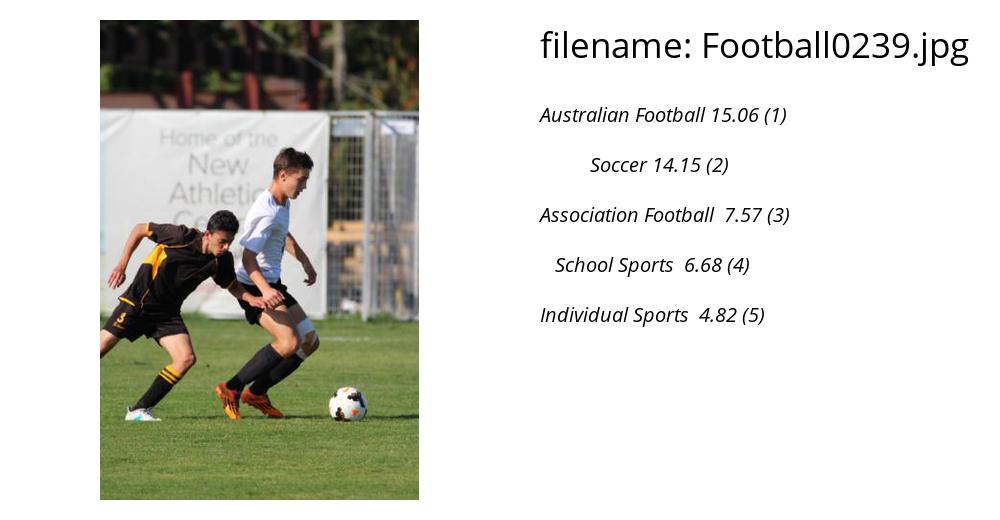 filename: Football0239.jpg
Australian Football 15.06 (1)
Soccer 14.15 (2)
Association Football 7.57 (3)
School Sports 6.68 (4)
Individual Sports 4.82 (5)
Home of the
New
Athletic
5